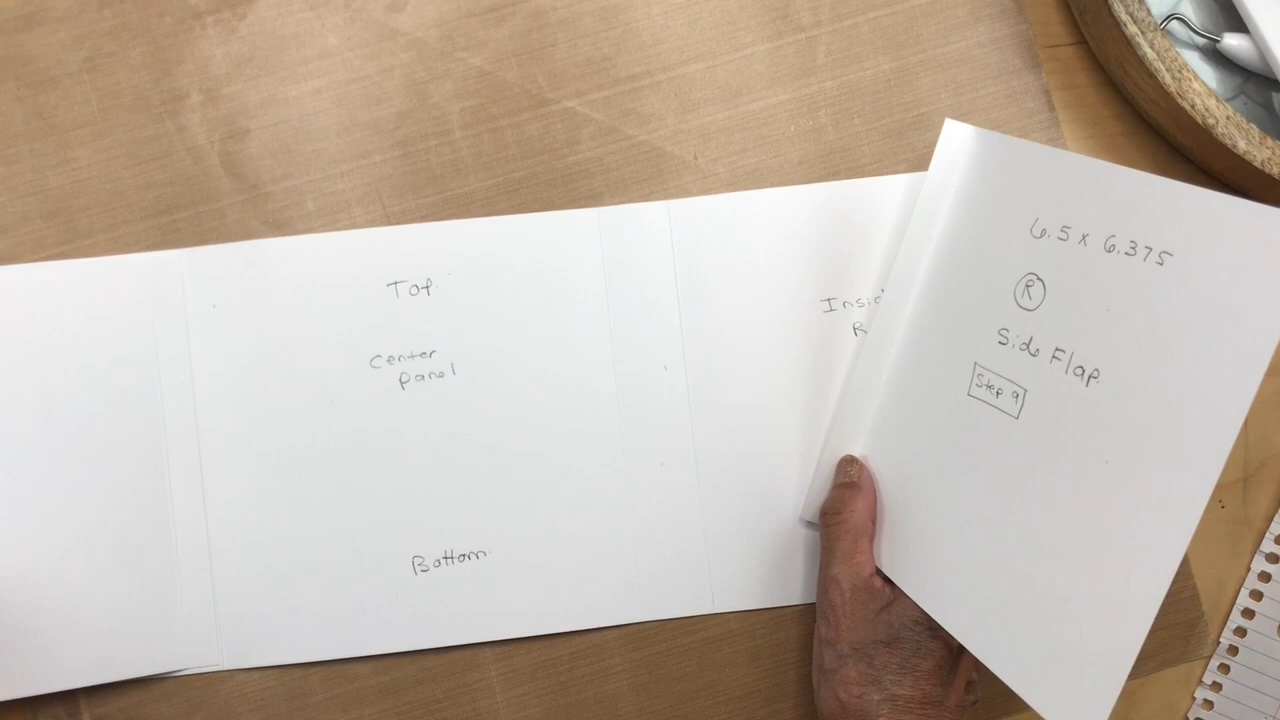 Top
Center
panel
Bottom
6.5 x 6.375
R
Side Flap
Step 9